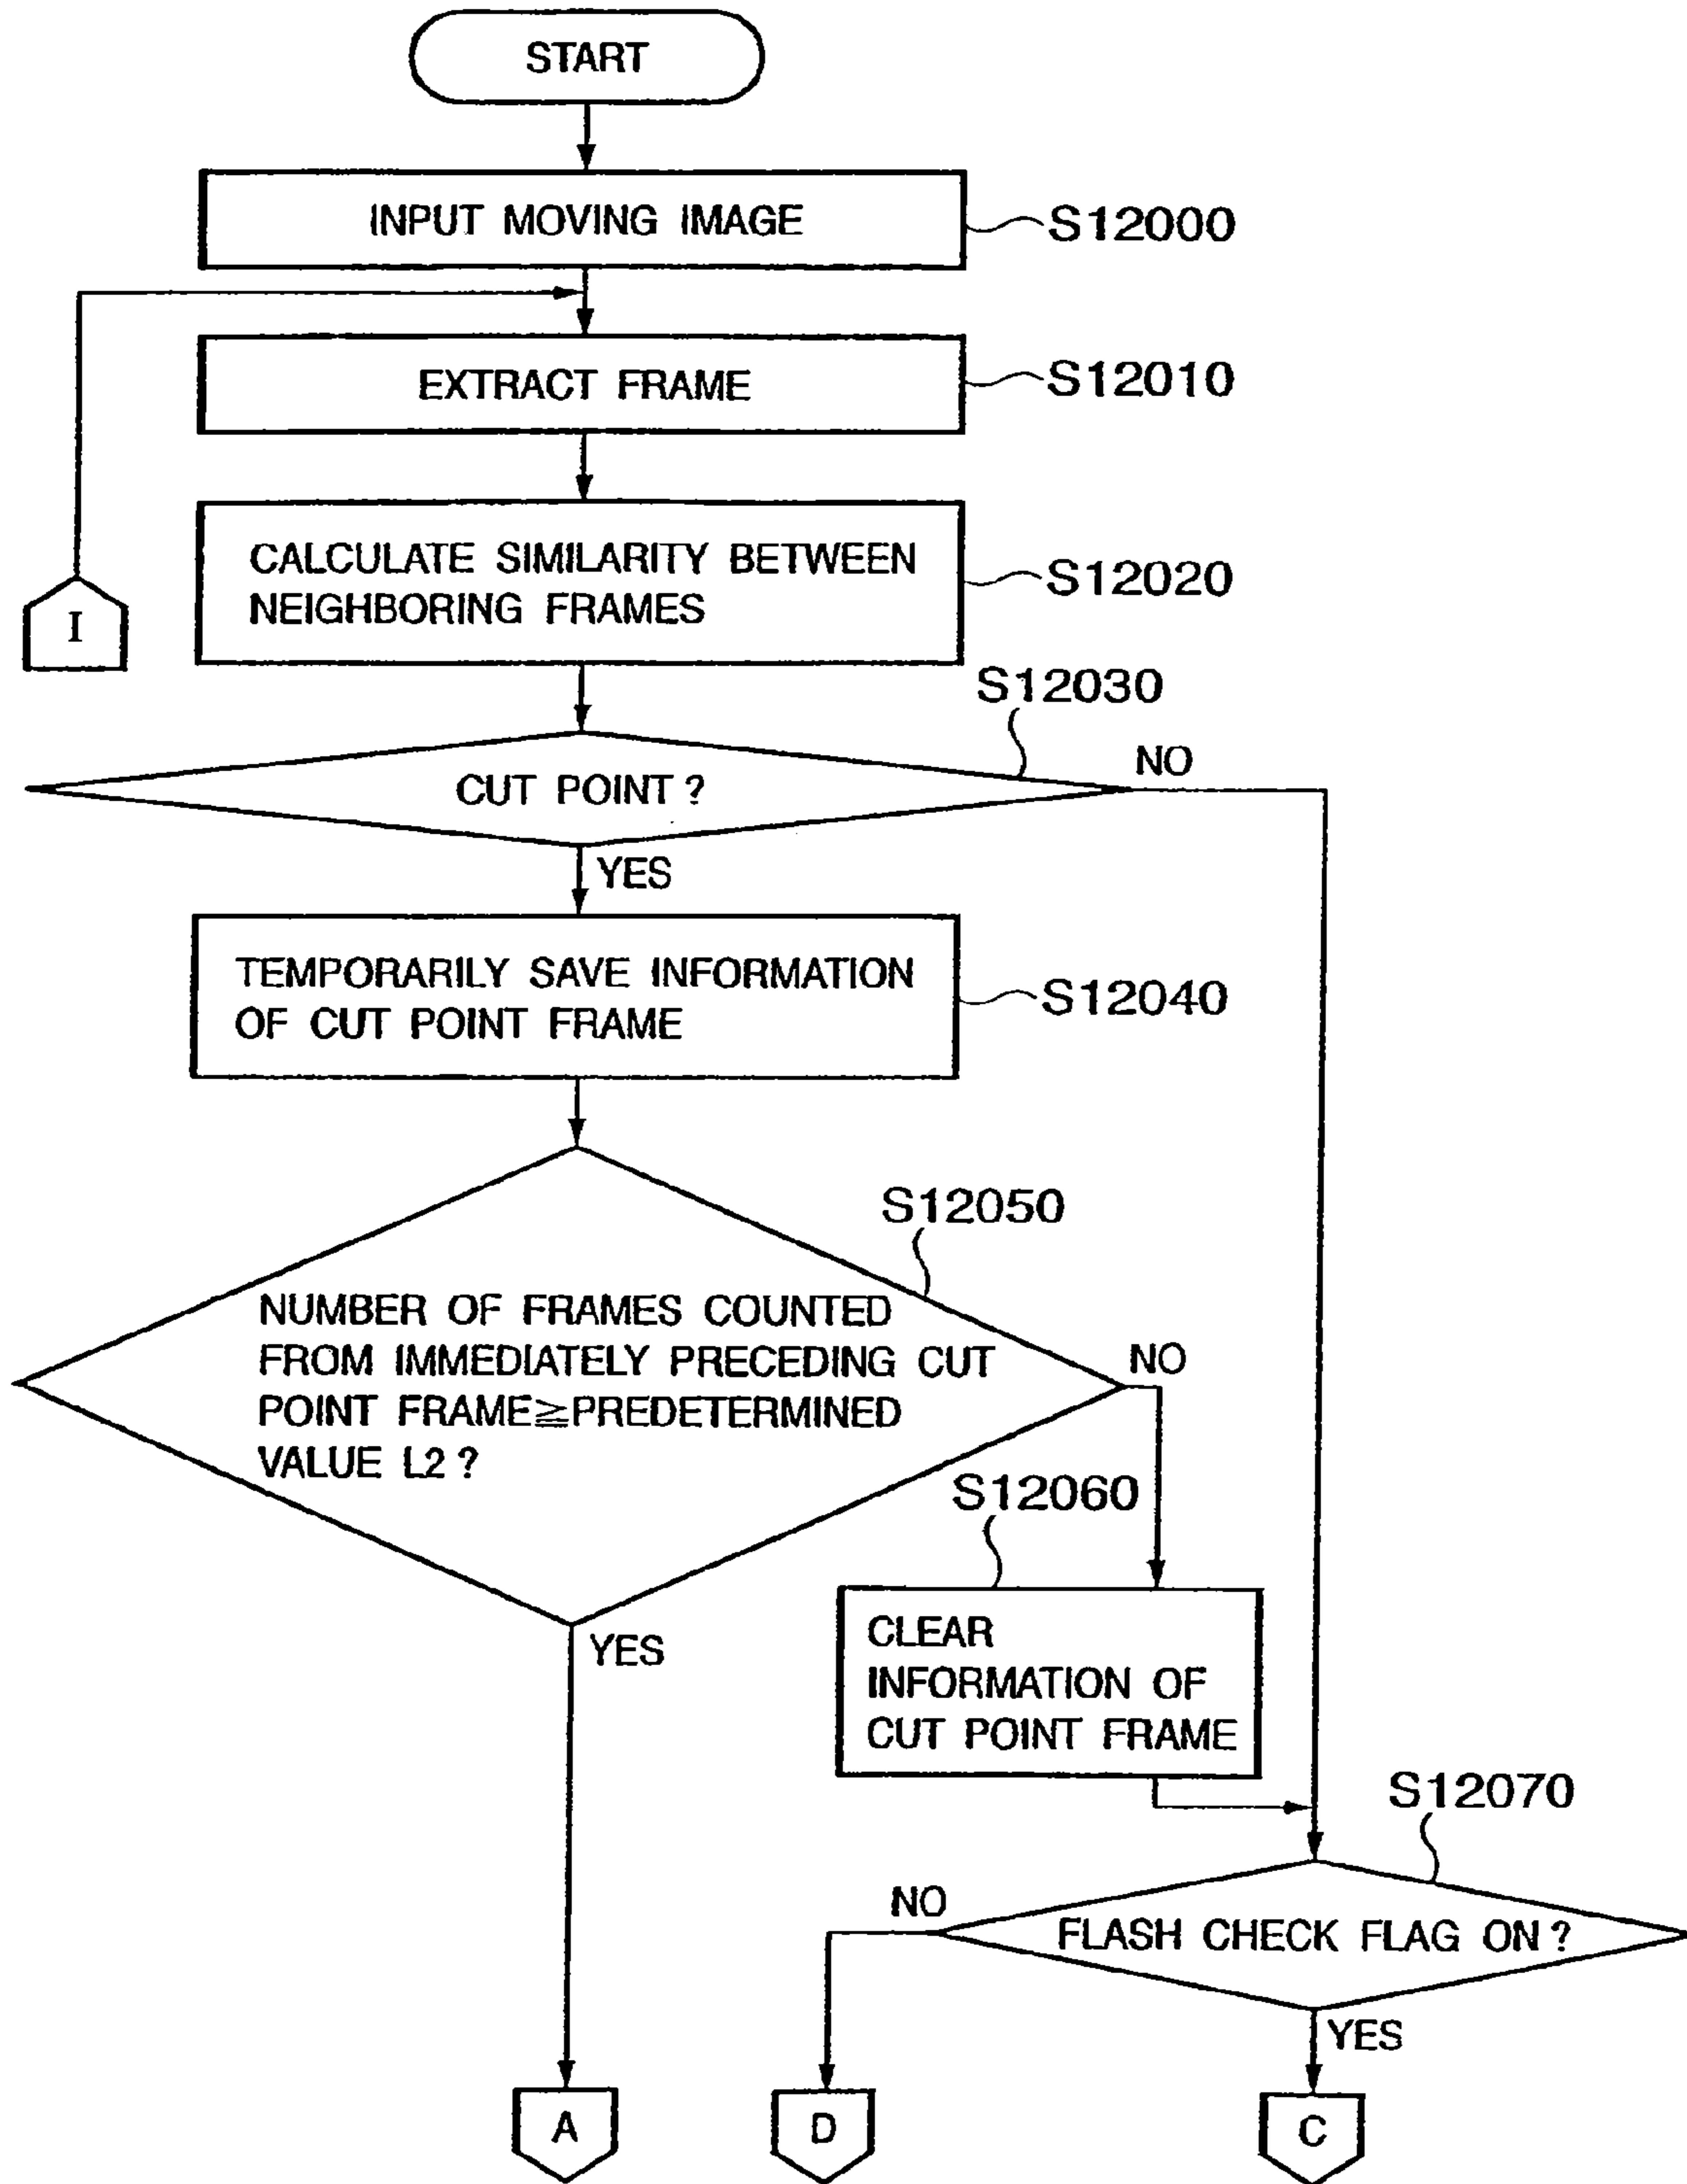 START
INPUT MOVING IMAGE
S12000
EXTRACT FRAME
S12010
CALCULATE SIMILARITY BETWEEN
NEIGHBORING FRAMES
S12020
I
S12030
CUT POINT ?
NO
YES
TEMPORARILY SAVE INFORMATION
OF CUT POINT FRAME
S12040
S12050
NUMBER OF FRAMES COUNTED
FROM IMMEDIATELY PRECEDING CUT
POINT FRAME≧PREDETERMINED
VALUE L2 ?
NO
YES
S12060
CLEAR
INFORMATION OF
CUT POINT FRAME
S12070
FLASH CHECK FLAG ON ?
NO
YES
A
D
C